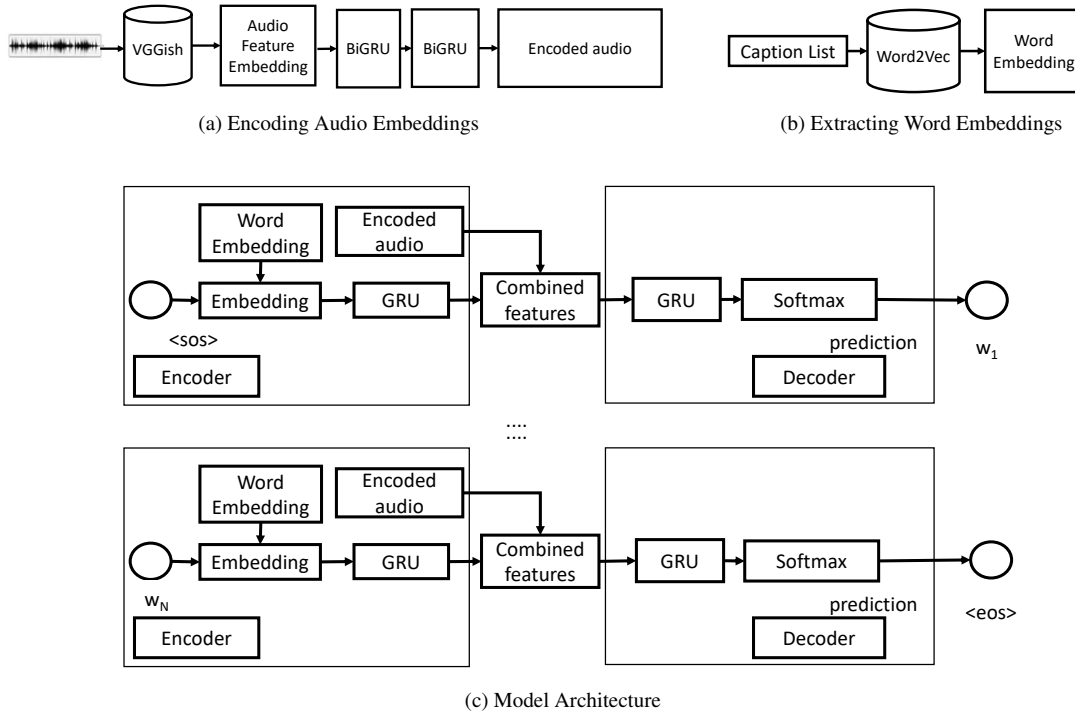 VGGish
Audio
Feature
Embedding
BiGRU
BiGRU
Encoded audio
(a) Encoding Audio Embeddings
Caption List
Word2Vec
Word
Embedding
(b) Extracting Word Embeddings
Word
Embedding
Encoded
audio
Embedding
GRU
Combined
features
GRU
Softmax
<sos>
prediction
w₁
Encoder
Decoder
....
....
Word
Embedding
Encoded
audio
Embedding
GRU
Combined
features
GRU
Softmax
w_N
prediction
<eos>
Encoder
Decoder
(c) Model Architecture